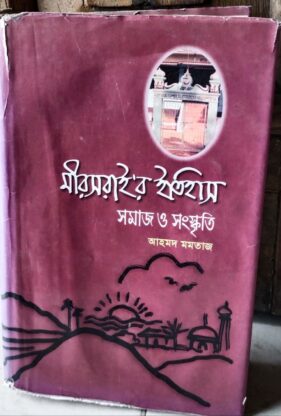 মীরসরাই'র ইতিহাস
সমাজ ও সংস্কৃতি
আহমদ মমতাজ